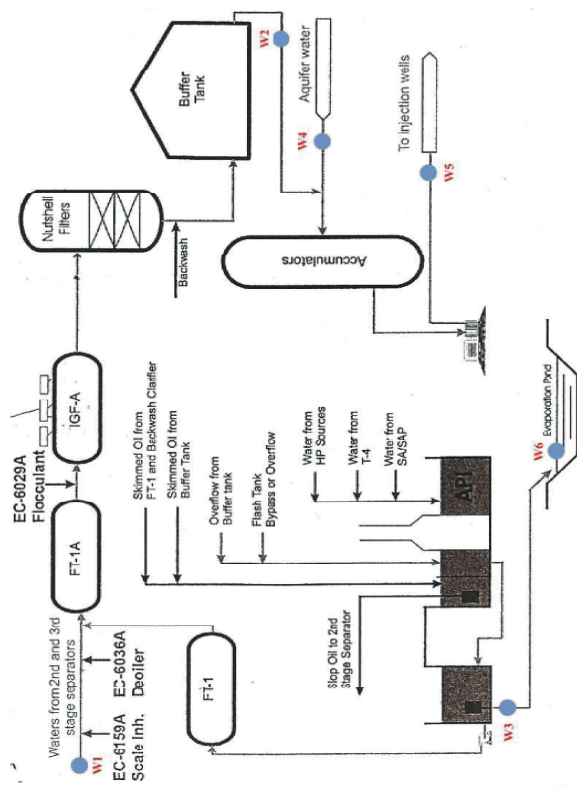 W1
Waters from 2nd and 3rd
stage separators
EC-6159A
Scale Inh.
EC-6036A
Deoiler
FT-1A
EC-6029A
Flocculant
IGF-A
Nutshell
Filters
Backwash
Buffer
Tank
W2
Aquifer water
W4
Accumulators
To Injection wells
W5
FT-1
Skimmed Oil from
FT-1 and Backwash Clarifier
Skimmed Oil from
Buffer Tank
Overflow from
Buffer tank
Flash Tank
Bypass or Overflow
Water from
HP Sources
Water from
T-4
Water from
SA/SAP
API
Slop Oil to 2nd
Stage Separator
W3
Evaporation Pond
W6